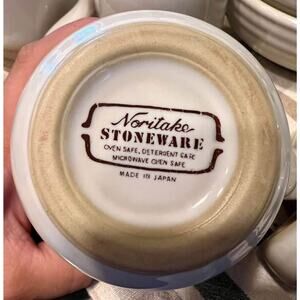 Noritake
STONEWARE
OVEN SAFE, DETERGENT SAFE
MICROWAVE OVEN SAFE
MADE IN JAPAN